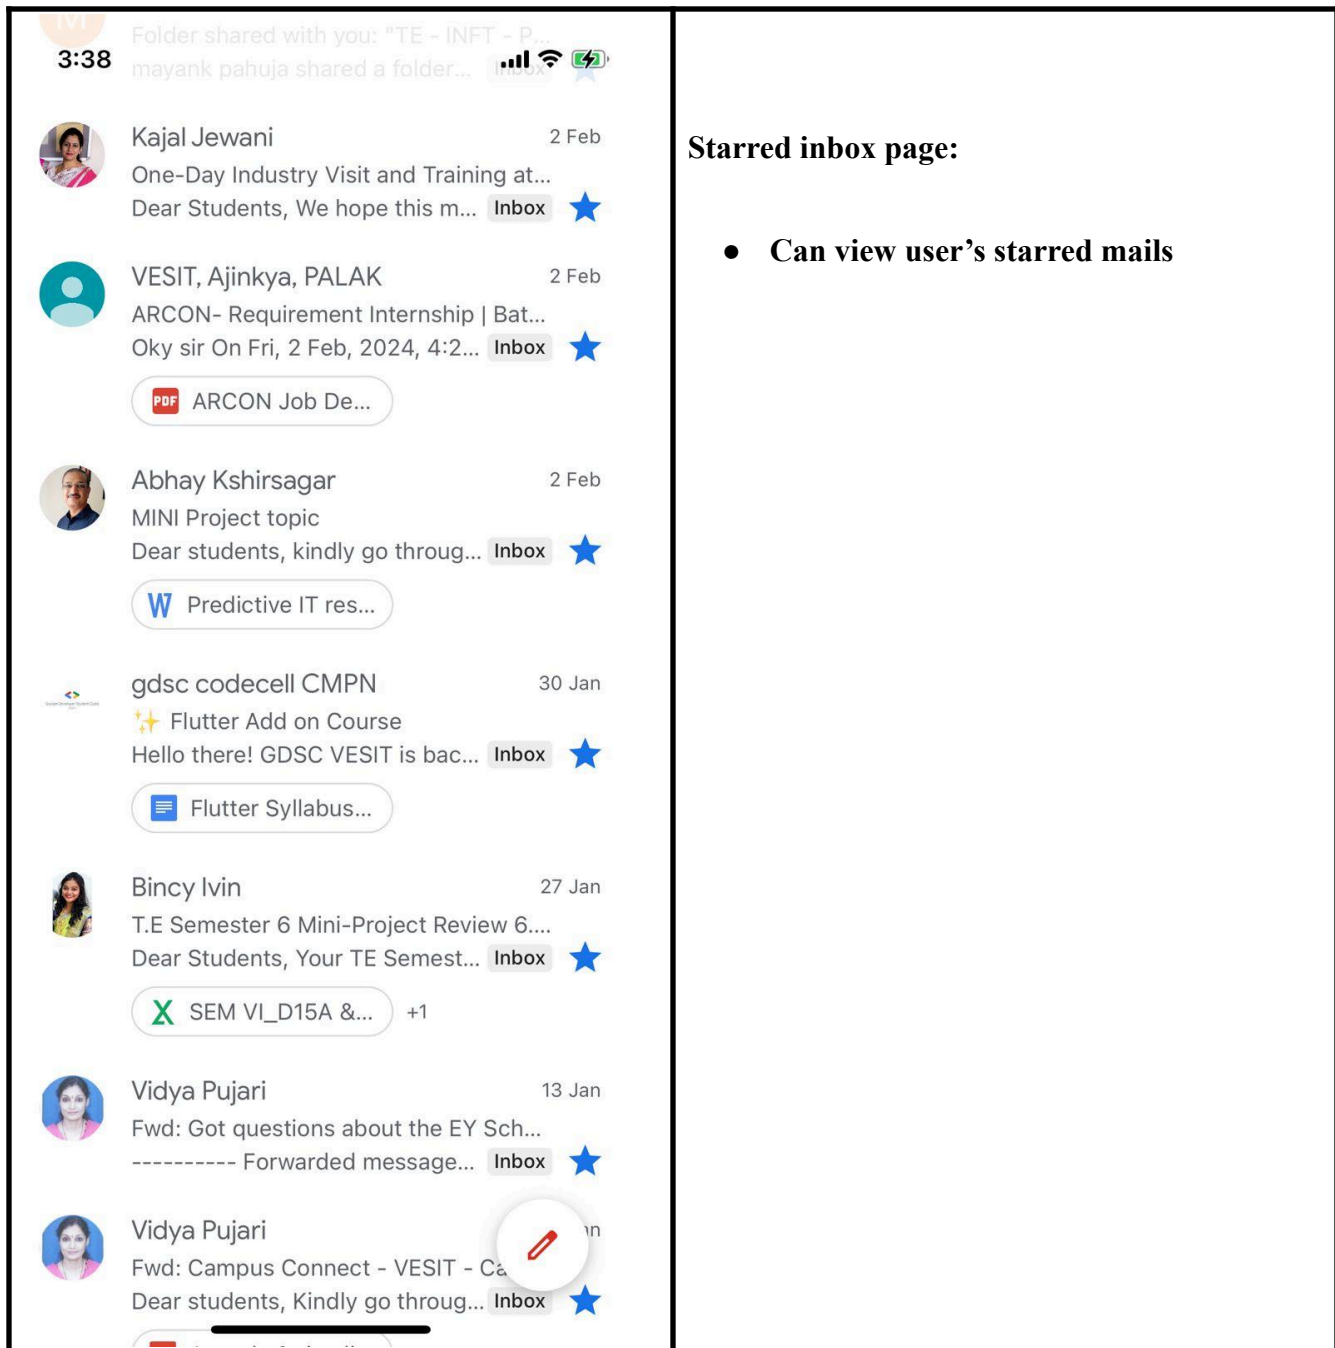 M
Folder shared with you: "TE - INFT - P...
3:38
mayank pahuja shared a folder... Inbox
Kajal Jewani 2 Feb
One-Day Industry Visit and Training at...
Dear Students, We hope this m... Inbox
VESIT, Ajinkya, PALAK 2 Feb
ARCON- Requirement Internship | Bat...
Oky sir On Fri, 2 Feb, 2024, 4:2... Inbox
PDF ARCON Job De...
Abhay Kshirsagar 2 Feb
MINI Project topic
Dear students, kindly go throug... Inbox
W Predictive IT res...
gdsc codecell CMPN 30 Jan
✨ Flutter Add on Course
Hello there! GDSC VESIT is bac... Inbox
Flutter Syllabus...
Bincy Ivin 27 Jan
T.E Semester 6 Mini-Project Review 6....
Dear Students, Your TE Semest... Inbox
X SEM VI_D15A &... +1
Vidya Pujari 13 Jan
Fwd: Got questions about the EY Sch...
---------- Forwarded message... Inbox
Vidya Pujari
Fwd: Campus Connect - VESIT - Ca
Dear students, Kindly go throug... Inbox
Starred inbox page:
● Can view user’s starred mails